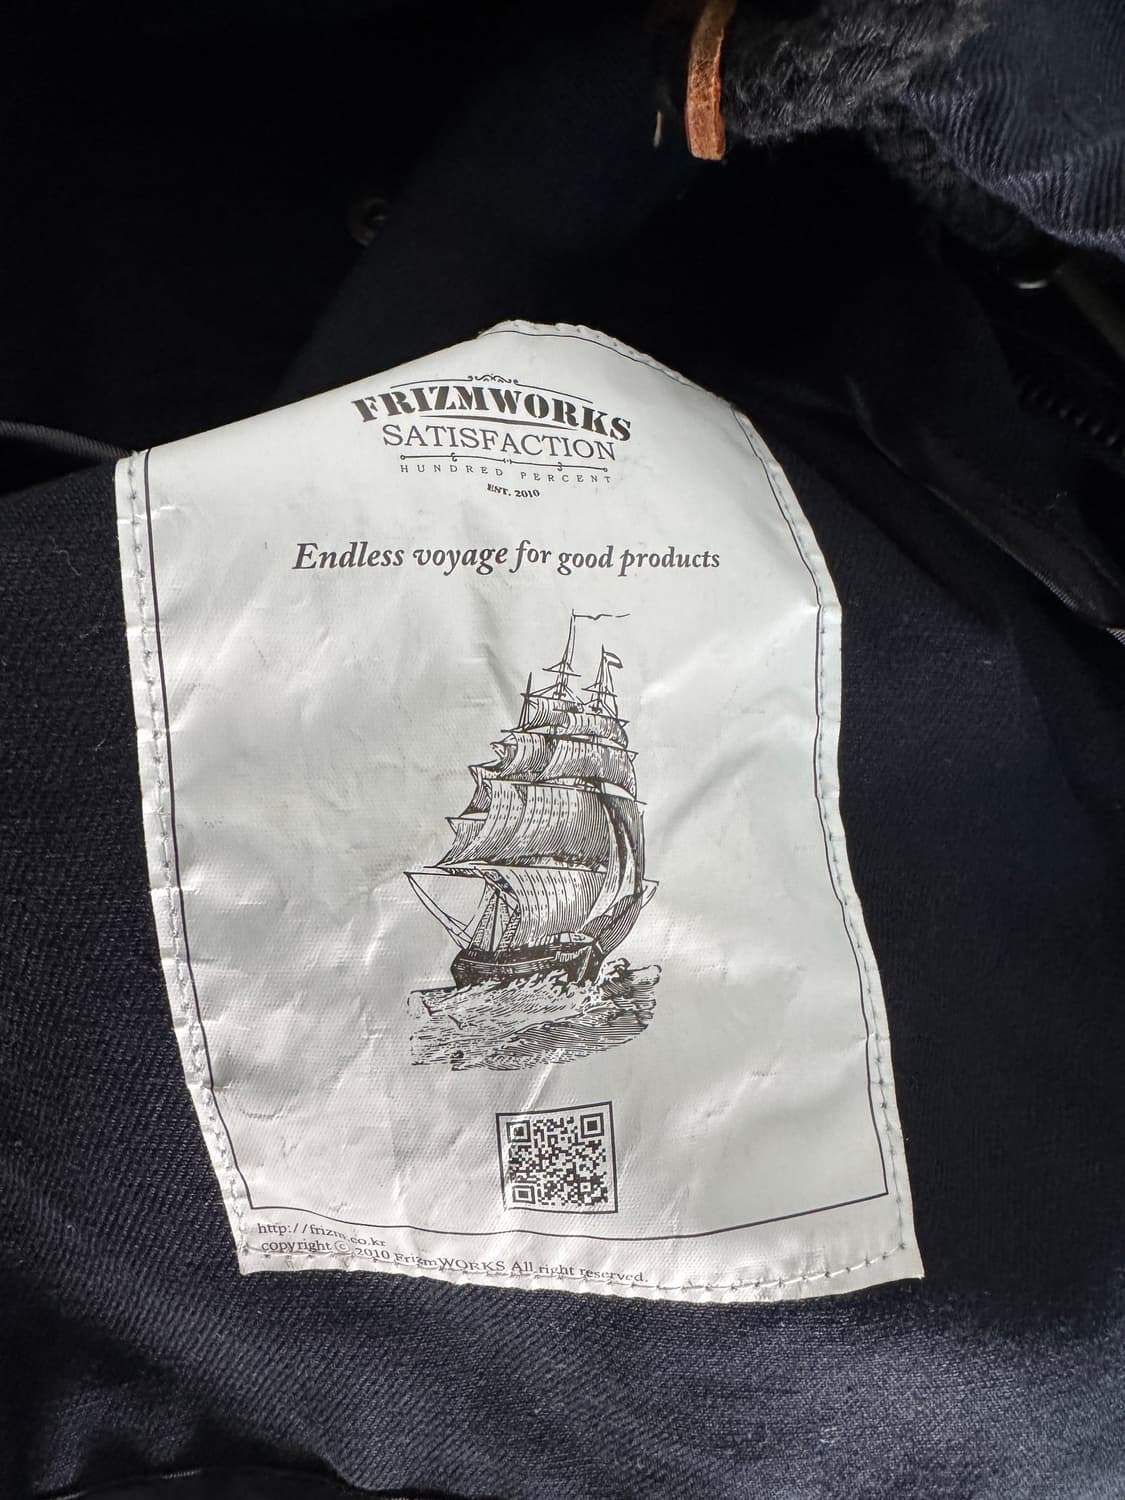 FRIZMWORKS
SATISFACTION
HUNDRED PERCENT
EST. 2010
Endless voyage for good products
http://frizm.co.kr
copyright © 2010 FrizmWORKS All right reserved.